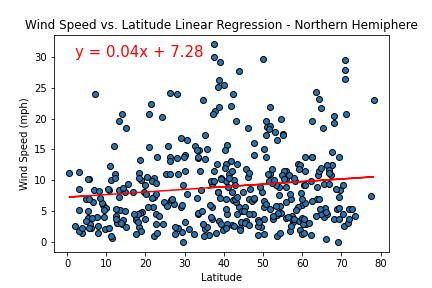 Wind Speed vs. Latitude Linear Regression - Northern Hemiphere
y = 0.04x + 7.28
Wind Speed (mph)
30
25
20
15
10
5
0
0 10 20 30 40 50 60 70 80
Latitude